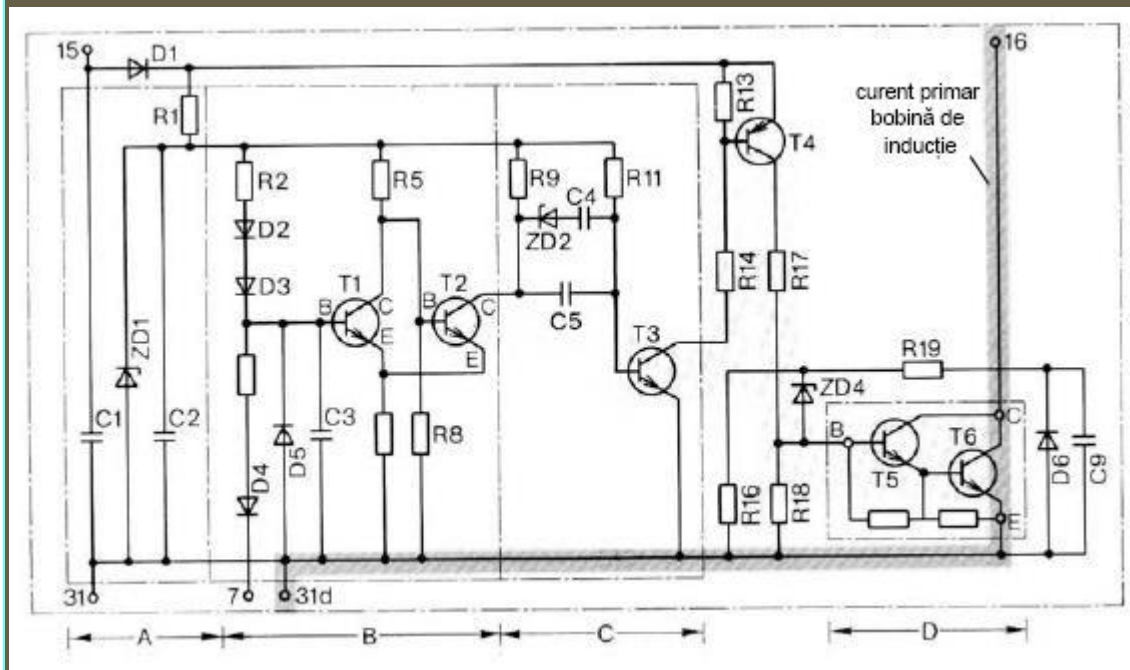 15
D1
16
R1
R13
curent primar
bobină de
inducție
T4
R2
R5
R9
C4
R11
D2
ZD2
D3
T1
T2
R14
R17
B
C
B
C
C5
E
E
T3
ZD1
R19
ZD4
C1
C2
D5
C3
R8
B
C
T6
D6
C9
D4
T5
R16
R18
E
31
7
31d
A
B
C
D